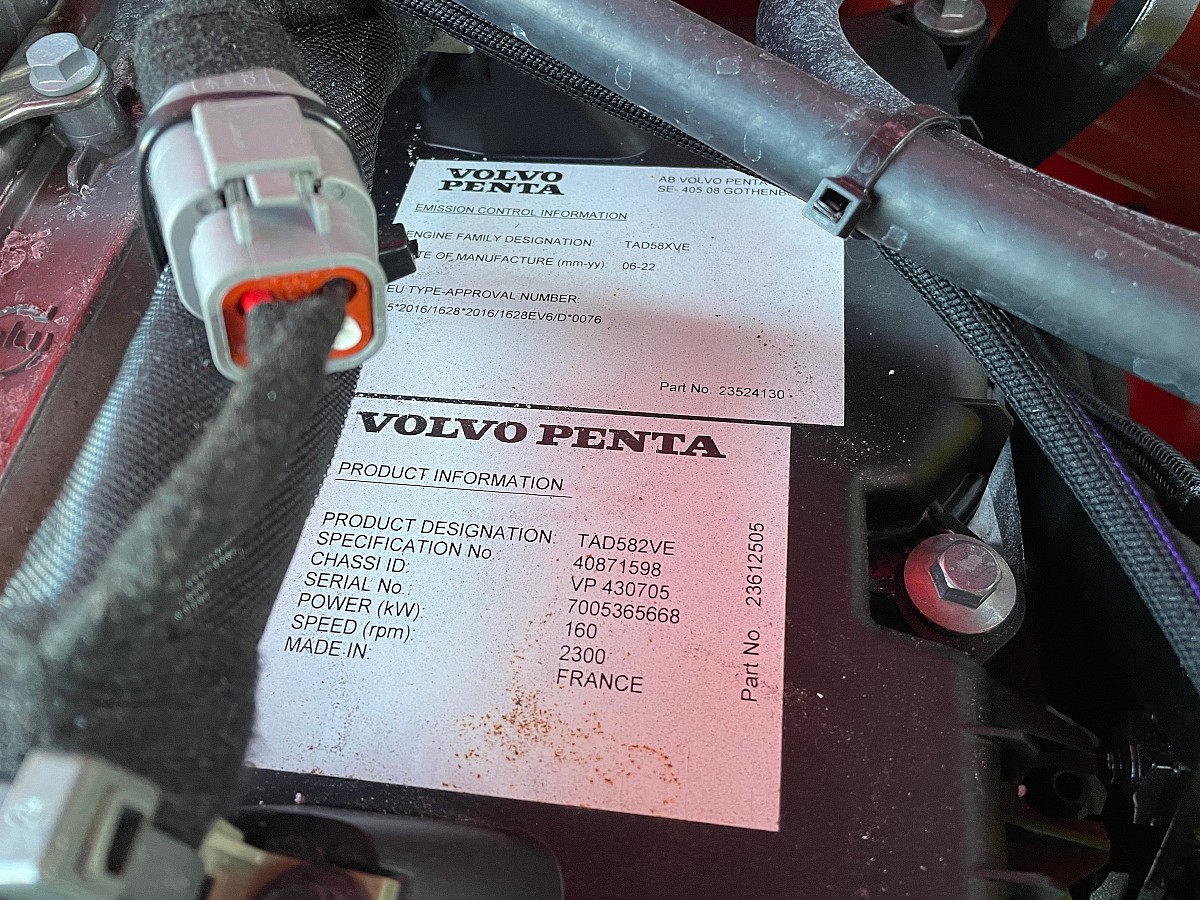 VOLVO
PENTA
AB VOLVO PENTA
SE- 405 08
EMISSION CONTROL INFORMATION
ENGINE FAMILY DESIGNATION TAD58XVE
OF MANUFACTURE (mm-yy): 06-22
EU TYPE-APPROVAL NUMBER:
5*2016/1628*2016/1628EV6/D*0076
Part No. 23524130
VOLVO PENTA
PRODUCT INFORMATION
PRODUCT DESIGNATION: TAD582VE
SPECIFICATION No.: 40871598
CHASSI ID: VP 430705
SERIAL No.: 7005365668
POWER (kW): 160
SPEED (rpm): 2300
MADE IN: FRANCE
Part No. 23612505